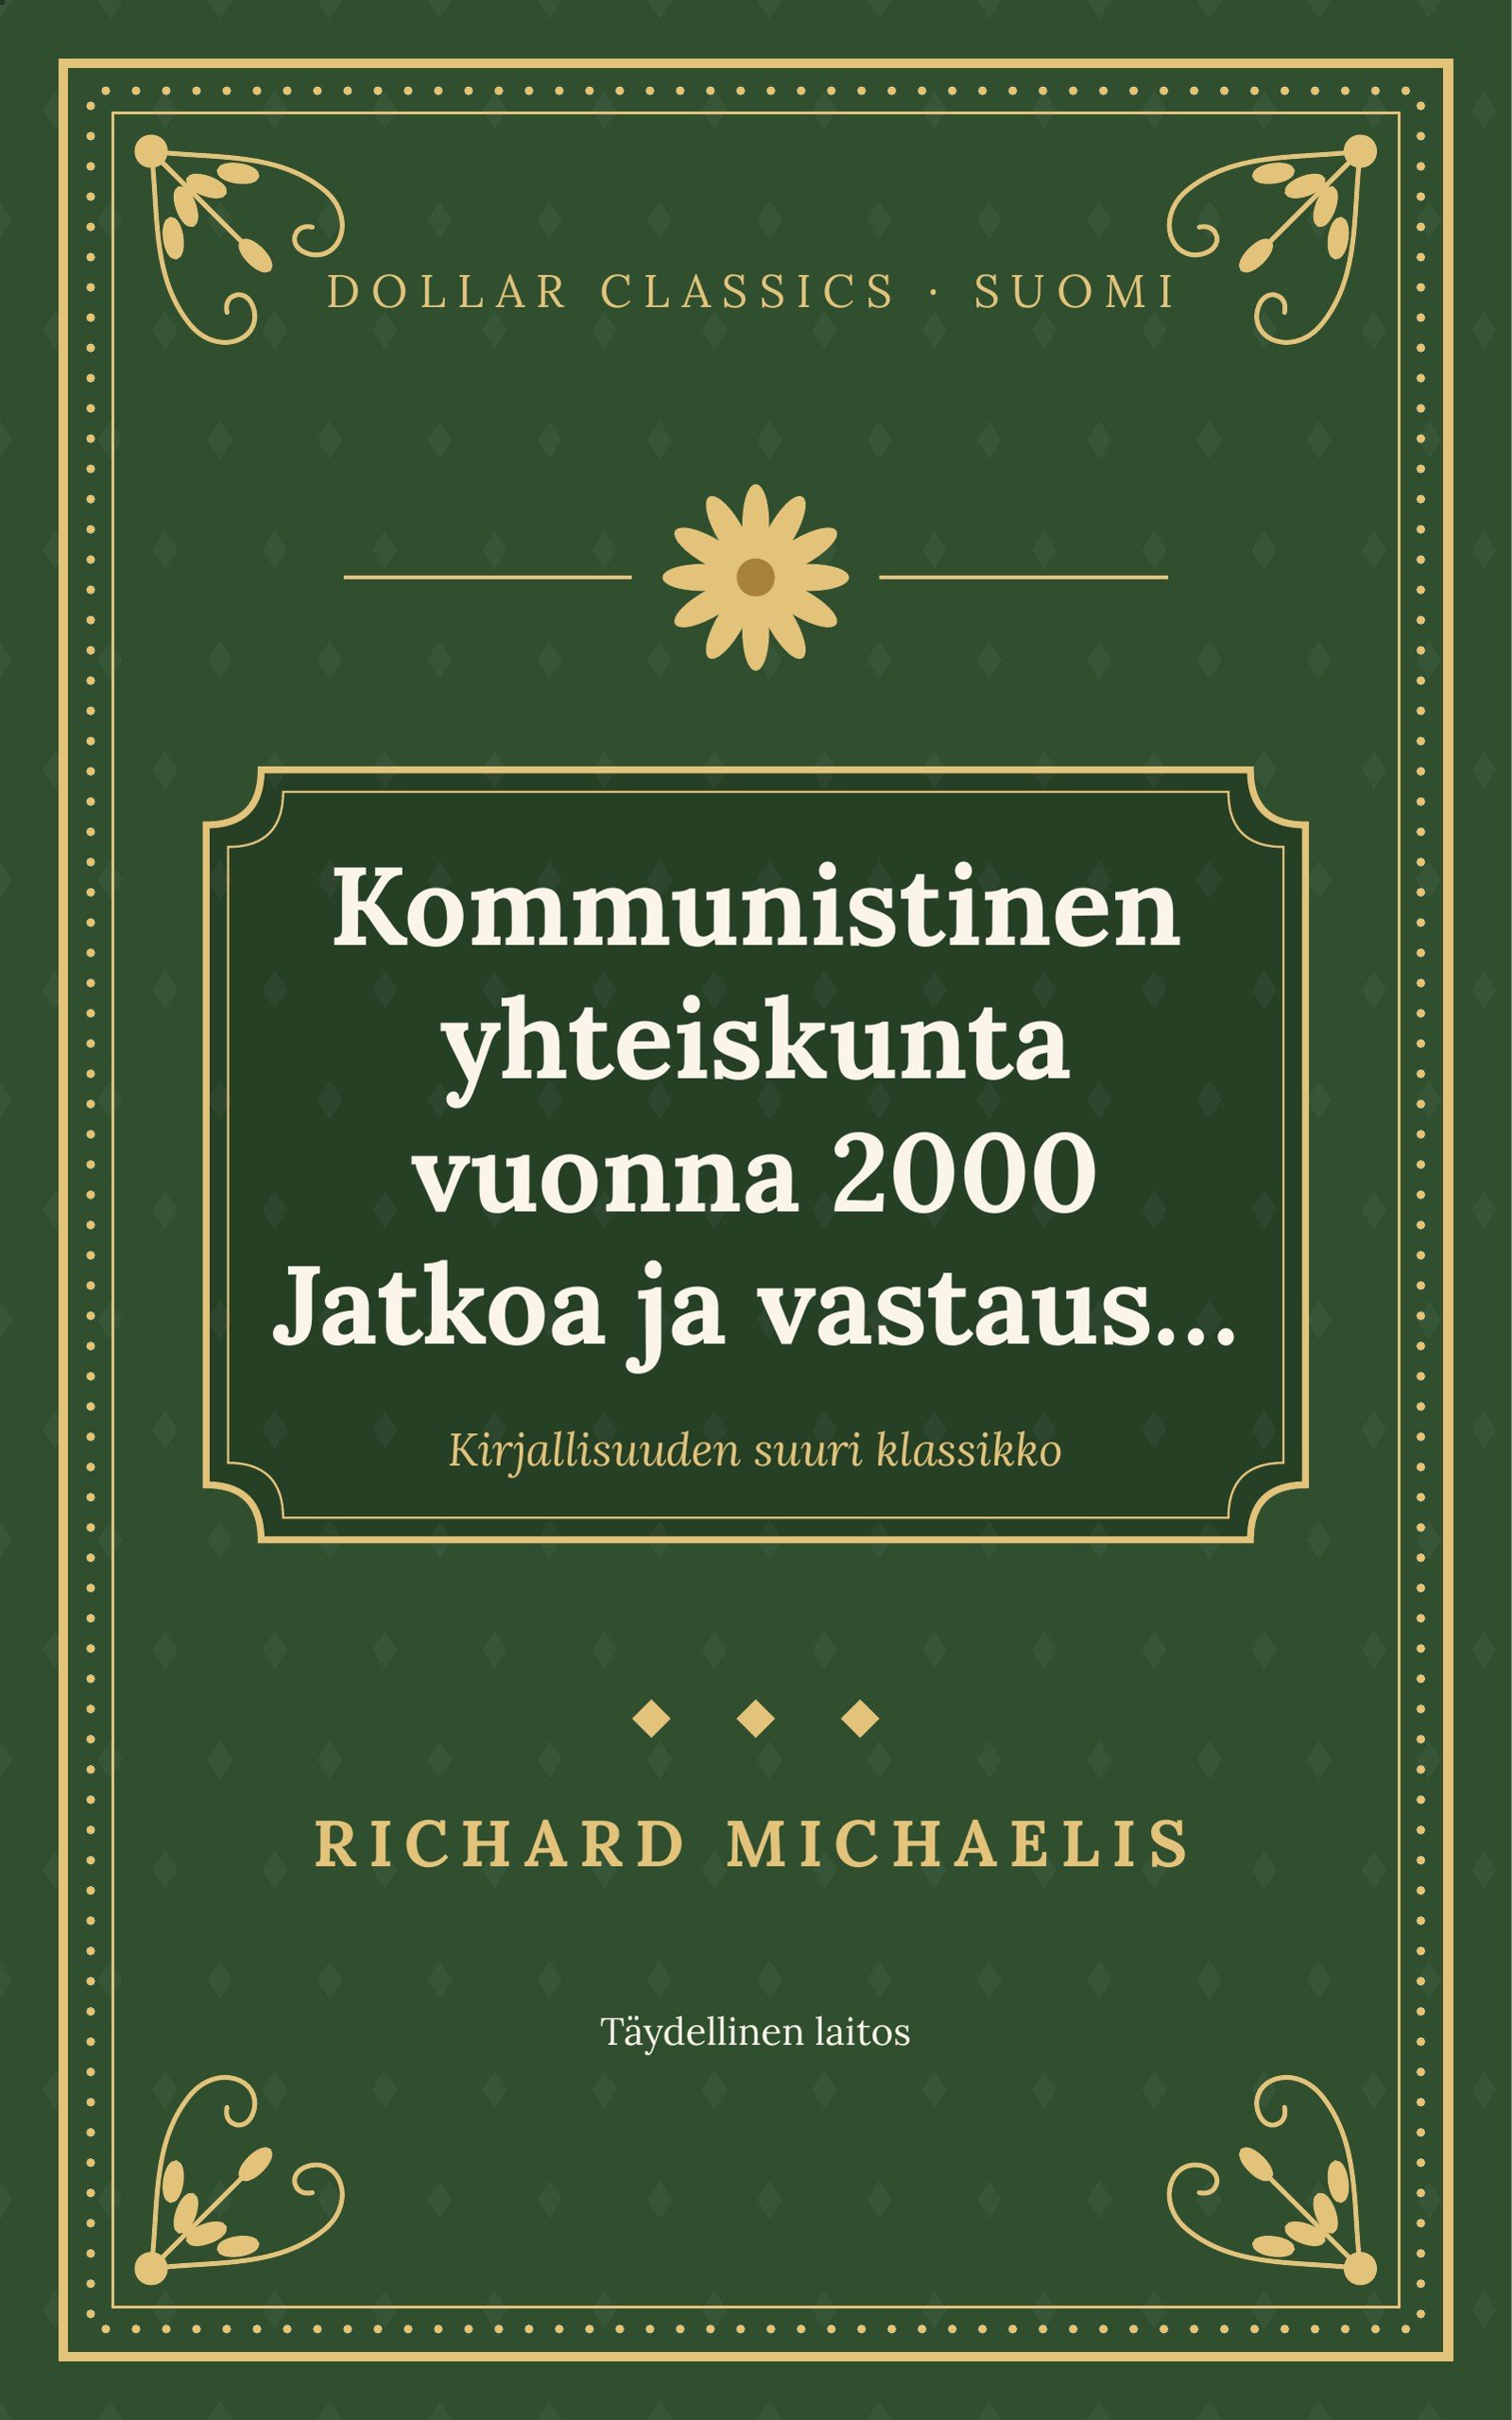 DOLLAR CLASSICS · SUOMI
Kommunistinen
yhteiskunta
vuonna 2000
Jatkoa ja vastaus...
Kirjallisuuden suuri klassikko
RICHARD MICHAELIS
Täydellinen laitos